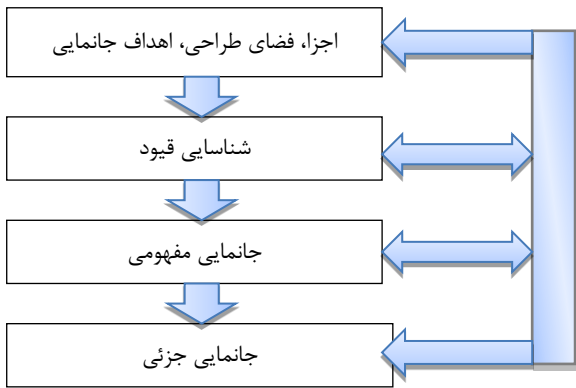 اجزا، فضای طراحی، اهداف جانمایی
شناسایی قیود
جانمایی مفهومی
جانمایی جزئی